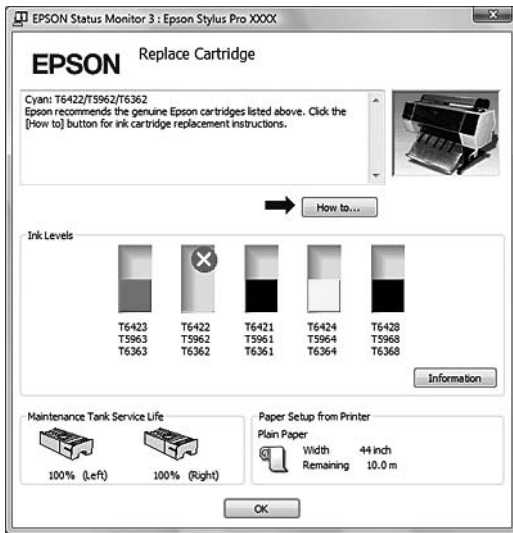 EPSON Status Monitor 3 : Epson Stylus Pro XXXX
EPSON
Replace Cartridge
Cyan: T6422/T5962/T6362
Epson recommends the genuine Epson cartridges listed above. Click the
[How to] button for ink cartridge replacement instructions.
How to...
Ink Levels
T6423 T6422 T6421 T6424 T6428
T5963 T5962 T5961 T5964 T5968
T6363 T6362 T6361 T6364 T6368
Information
Maintenance Tank Service Life
100% (Left) 100% (Right)
Paper Setup from Printer
Plain Paper
Width 44 inch
Remaining 10.0 m
OK